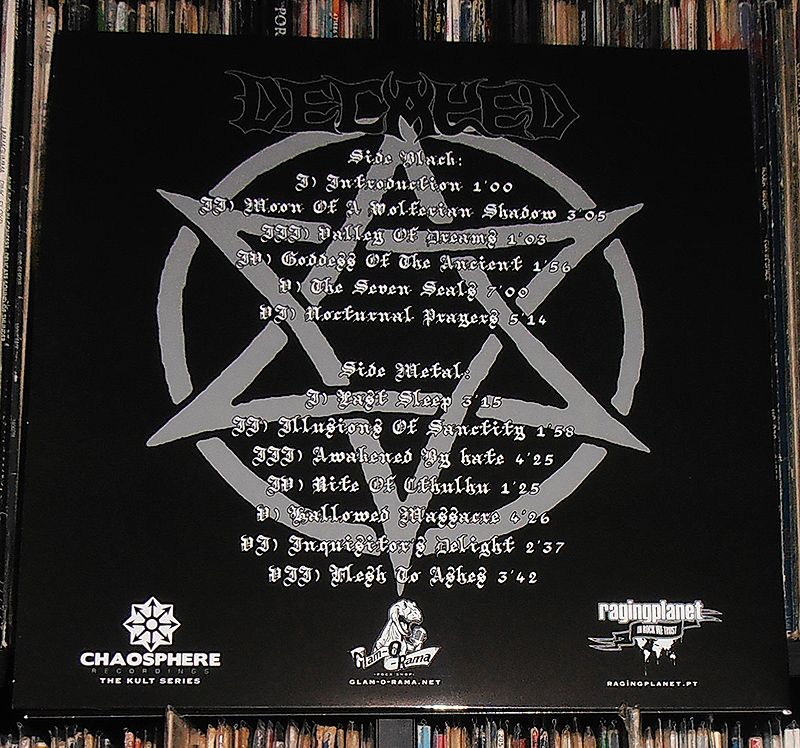 DECAYED
Side Black:
I) Introduction 1'00
II) Moon Of A Wolferian Shadow 3'05
III) Valley Of Dreams 1'03
IV) Goddess Of The Ancient 1'56
V) The Seven Seals 7'00
VI) Nocturnal Prayers 5'14
Side Metal:
I) Last Sleep 3'15
II) Illusions Of Sanctity 1'58
III) Awakened By hate 4'25
IV) Rite Of Cthulhu 1'25
V) Hallowed Massacre 4'26
VI) Inquisitor's Delight 2'37
VII) Flesh To Ashes 3'42
CHAOSPHERE
RECORDINGS
THE KULT SERIES
Glam-O-Rama
ROCK SHOP
GLAM-O-RAMA.NET
ragingplanet
IN ROCK WE TRUST
RAGINGPLANET.PT